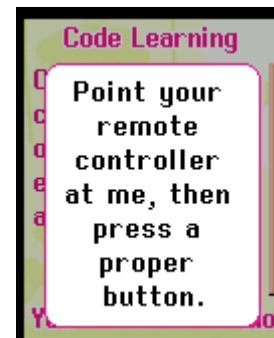 Code Learning
Point your
remote
controller
at me, then
press a
proper
button.